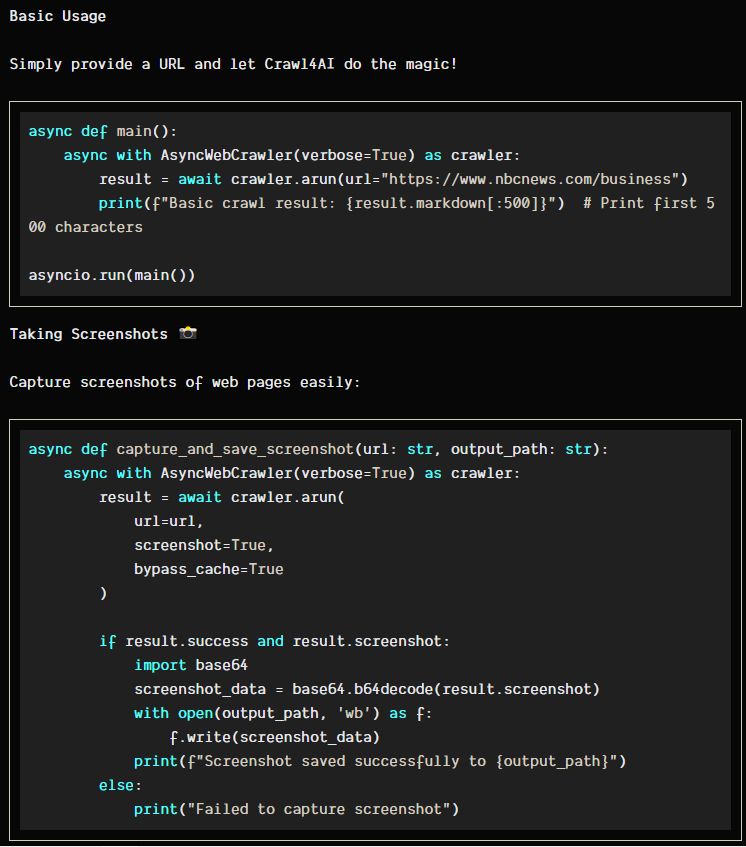 Basic Usage
Simply provide a URL and let Crawl4AI do the magic!
async def main():
    async with AsyncWebCrawler(verbose=True) as crawler:
        result = await crawler.arun(url="https://www.nbcnews.com/business")
        print(f"Basic crawl result: {result.markdown[:500]}")  # Print first 5
00 characters
asyncio.run(main())
Taking Screenshots 📸
Capture screenshots of web pages easily:
async def capture_and_save_screenshot(url: str, output_path: str):
    async with AsyncWebCrawler(verbose=True) as crawler:
        result = await crawler.arun(
            url=url,
            screenshot=True,
            bypass_cache=True
        )
        if result.success and result.screenshot:
            import base64
            screenshot_data = base64.b64decode(result.screenshot)
            with open(output_path, 'wb') as f:
                f.write(screenshot_data)
            print(f"Screenshot saved successfully to {output_path}")
        else:
            print("Failed to capture screenshot")